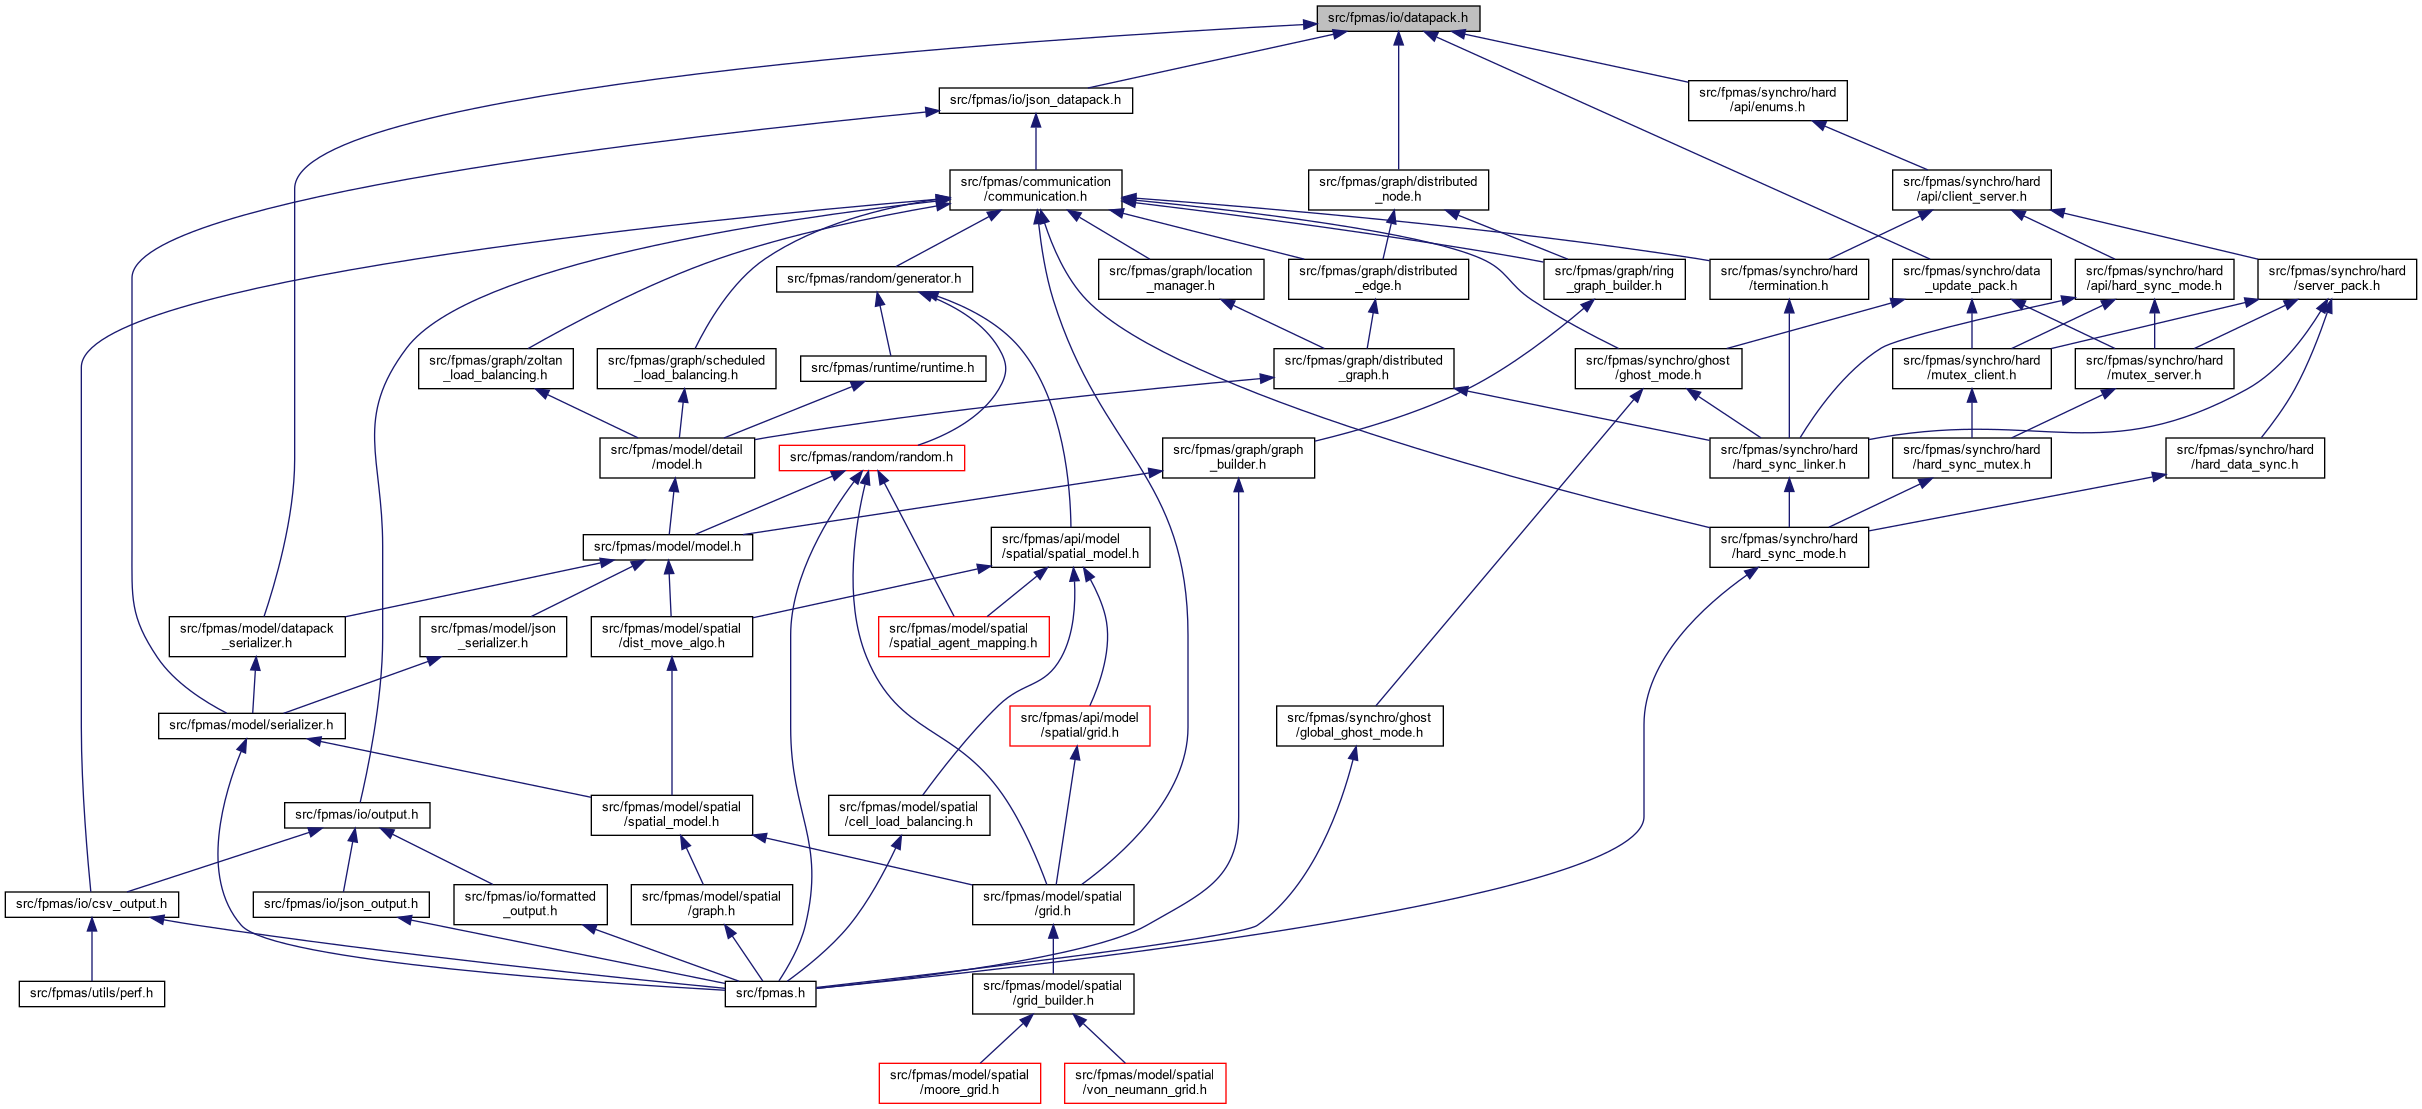 src/fpmas/io/datapack.h
src/fpmas/io/json_datapack.h
src/fpmas/synchro/hard
/api/enums.h
src/fpmas/communication
/communication.h
src/fpmas/graph/distributed
_node.h
src/fpmas/synchro/hard
/api/client_server.h
src/fpmas/random/generator.h
src/fpmas/graph/location
_manager.h
src/fpmas/graph/distributed
_edge.h
src/fpmas/graph/ring
_graph_builder.h
src/fpmas/synchro/hard
/termination.h
src/fpmas/synchro/data
_update_pack.h
src/fpmas/synchro/hard
/api/hard_sync_mode.h
src/fpmas/synchro/hard
/server_pack.h
src/fpmas/graph/zoltan
_load_balancing.h
src/fpmas/graph/scheduled
_load_balancing.h
src/fpmas/runtime/runtime.h
src/fpmas/graph/distributed
_graph.h
src/fpmas/synchro/ghost
/ghost_mode.h
src/fpmas/synchro/hard
/mutex_client.h
src/fpmas/synchro/hard
/mutex_server.h
src/fpmas/model/detail
/model.h
src/fpmas/random/random.h
src/fpmas/graph/graph
_builder.h
src/fpmas/synchro/hard
/hard_sync_linker.h
src/fpmas/synchro/hard
/hard_sync_mutex.h
src/fpmas/synchro/hard
/hard_data_sync.h
src/fpmas/model/model.h
src/fpmas/api/model
/spatial/spatial_model.h
src/fpmas/synchro/hard
/hard_sync_mode.h
src/fpmas/model/datapack
_serializer.h
src/fpmas/model/json
_serializer.h
src/fpmas/model/spatial
/dist_move_algo.h
src/fpmas/model/spatial
/spatial_agent_mapping.h
src/fpmas/model/serializer.h
src/fpmas/api/model
/spatial/grid.h
src/fpmas/synchro/ghost
/global_ghost_mode.h
src/fpmas/io/output.h
src/fpmas/model/spatial
/spatial_model.h
src/fpmas/model/spatial
/cell_load_balancing.h
src/fpmas/io/csv_output.h
src/fpmas/io/json_output.h
src/fpmas/io/formatted
_output.h
src/fpmas/model/spatial
/graph.h
src/fpmas/model/spatial
/grid.h
src/fpmas/utils/perf.h
src/fpmas.h
src/fpmas/model/spatial
/grid_builder.h
src/fpmas/model/spatial
/moore_grid.h
src/fpmas/model/spatial
/von_neumann_grid.h